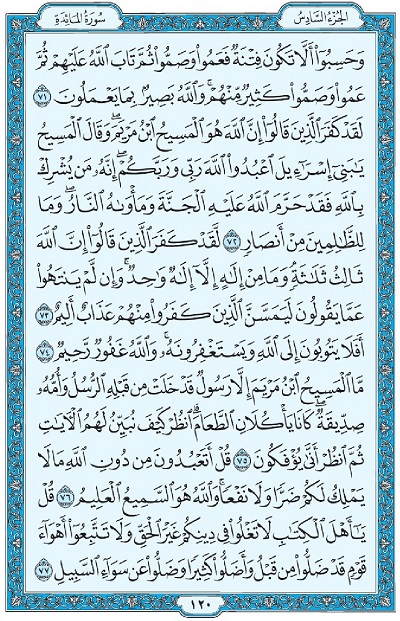 الجزء السادس
سورة المائدة
وَحَسِبُوٓا۟ أَلَّا تَكُونَ فِتْنَةٌ فَعَمُوا۟ وَصَمُّوا۟ ثُمَّ تَابَ ٱللَّهُ عَلَيْهِمْ ثُمَّ
عَمُوا۟ وَصَمُّوا۟ كَثِيرٌ مِّنْهُمْ ۚ وَٱللَّهُ بَصِيرٌۢ بِمَا يَعْمَلُونَ ٧١
لَقَدْ كَفَرَ ٱلَّذِينَ قَالُوٓا۟ إِنَّ ٱللَّهَ هُوَ ٱلْمَسِيحُ ٱبْنُ مَرْيَمَ ۖ وَقَالَ ٱلْمَسِيحُ
يَـٰبَنِىٓ إِسْرَٰٓءِيلَ ٱعْبُدُوا۟ ٱللَّهَ رَبِّى وَرَبَّكُمْ ۖ إِنَّهُۥ مَن يُشْرِكْ
بِٱللَّهِ فَقَدْ حَرَّمَ ٱللَّهُ عَلَيْهِ ٱلْجَنَّةَ وَمَأْوَىٰهُ ٱلنَّارُ ۖ وَمَا
لِلظَّـٰلِمِينَ مِنْ أَنصَارٍ ٧٢ لَّقَدْ كَفَرَ ٱلَّذِينَ قَالُوٓا۟ إِنَّ ٱللَّهَ
ثَالِثُ ثَلَـٰثَةٍ ۘ وَمَا مِنْ إِلَـٰهٍ إِلَّآ إِلَـٰهٌ وَٰحِدٌ ۚ وَإِن لَّمْ يَنتَهُوا۟
عَمَّا يَقُولُونَ لَيَمَسَّنَّ ٱلَّذِينَ كَفَرُوا۟ مِنْهُمْ عَذَابٌ أَلِيمٌ ٧٣
أَفَلَا يَتُوبُونَ إِلَى ٱللَّهِ وَيَسْتَغْفِرُونَهُۥ ۚ وَٱللَّهُ غَفُورٌ رَّحِيمٌ ٧٤
مَّا ٱلْمَسِيحُ ٱبْنُ مَرْيَمَ إِلَّا رَسُولٌ قَدْ خَلَتْ مِن قَبْلِهِ ٱلرُّسُلُ وَأُمُّهُۥ
صِدِّيقَةٌ ۖ كَانَا يَأْكُلَانِ ٱلطَّعَامَ ۗ ٱنظُرْ كَيْفَ نُبَيِّنُ لَهُمُ ٱلْـَٔايَـٰتِ
ثُمَّ ٱنظُرْ أَنَّىٰ يُؤْفَكُونَ ٧٥ قُلْ أَتَعْبُدُونَ مِن دُونِ ٱللَّهِ مَا لَا
يَمْلِكُ لَكُمْ ضَرًّا وَلَا نَفْعًا ۚ وَٱللَّهُ هُوَ ٱلسَّمِيعُ ٱلْعَلِيمُ ٧٦ قُلْ
يَـٰٓأَهْلَ ٱلْكِتَـٰبِ لَا تَغْلُوا۟ فِى دِينِكُمْ غَيْرَ ٱلْحَقِّ وَلَا تَتَّبِعُوٓا۟ أَهْوَآءَ
قَوْمٍ قَدْ ضَلُّوا۟ مِن قَبْلُ وَأَضَلُّوا۟ كَثِيرًا وَضَلُّوا۟ عَن سَوَآءِ ٱلسَّبِيلِ ٧٧
١٢٠